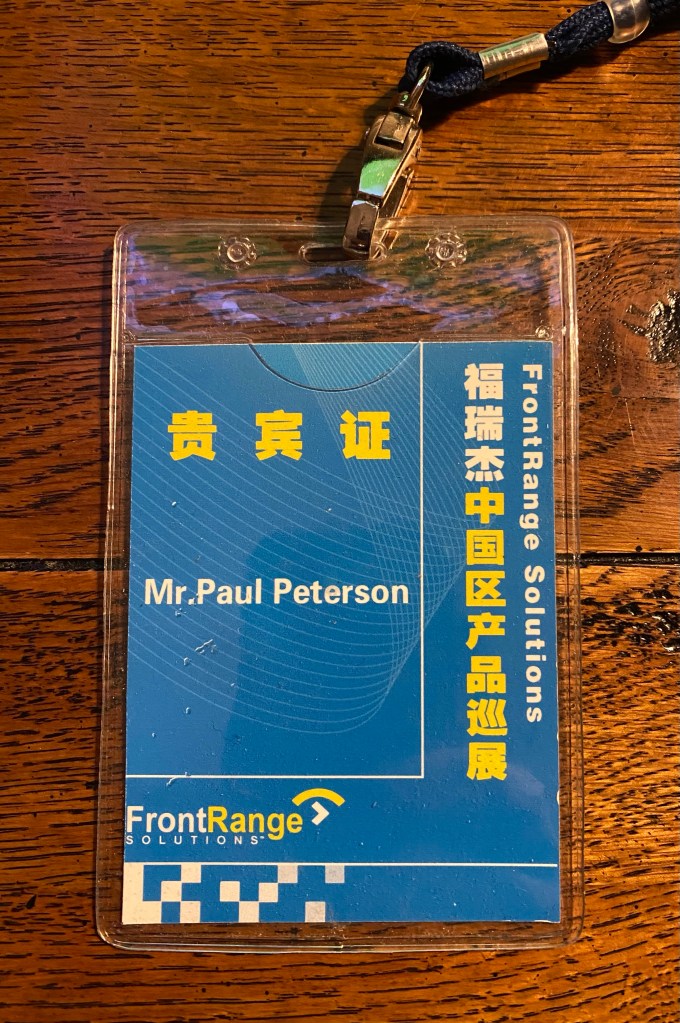 贵宾证
Mr.Paul Peterson
福瑞杰中国区产品巡展
FrontRange Solutions
FrontRange
SOLUTIONS™